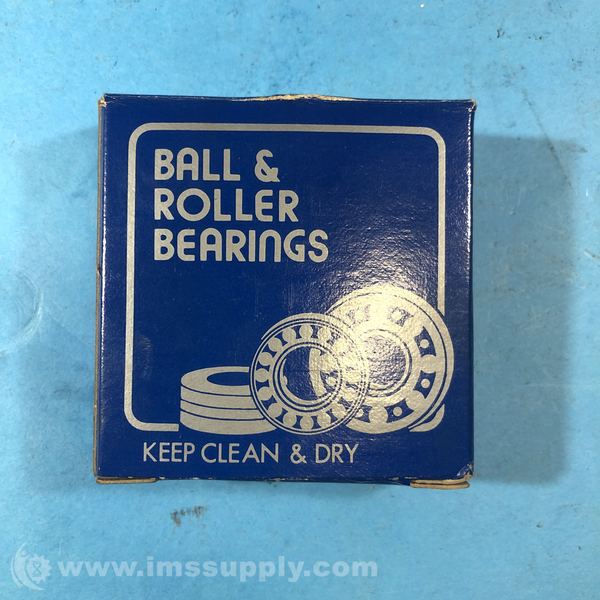 BALL &
ROLLER
BEARINGS
KEEP CLEAN & DRY
www.imssupply.com